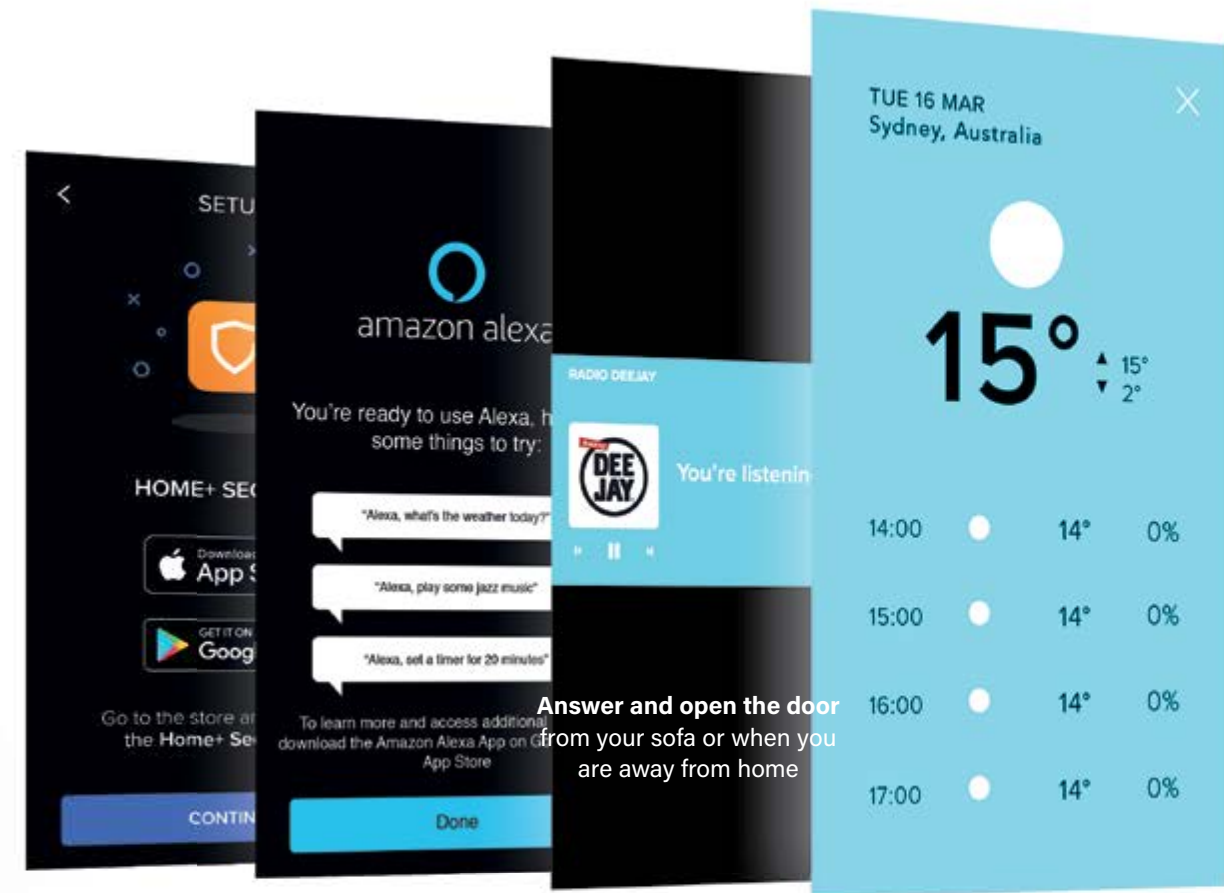 SETU
HOME+ SEC
Download
App S
GET IT ON
Goog
Go to the store an
the Home+ Se
CONTIN
amazon alexa
You're ready to use Alexa, h
some things to try:
"Alexa, what's the weather today?"
"Alexa, play some jazz music"
"Alexa, set a timer for 20 minutes"
To learn more and access additional
download the Amazon Alexa App on G
App Store
Done
RADIO DEEJAY
DEE
JAY
You're listenin
Answer and open the door
from your sofa or when you
are away from home
TUE 16 MAR
Sydney, Australia
15°
15°
2°
14:00 14° 0%
15:00 14° 0%
16:00 14° 0%
17:00 14° 0%